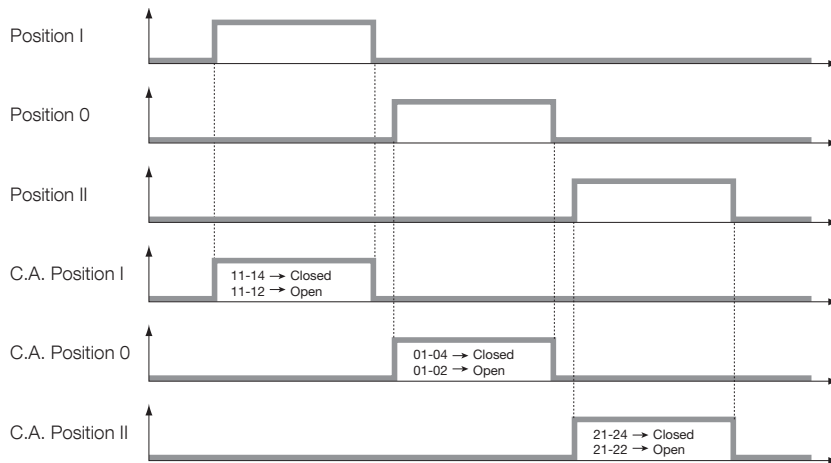 Position I
Position 0
Position II
C.A. Position I
11-14 → Closed
11-12 → Open
C.A. Position 0
01-04 → Closed
01-02 → Open
C.A. Position II
21-24 → Closed
21-22 → Open